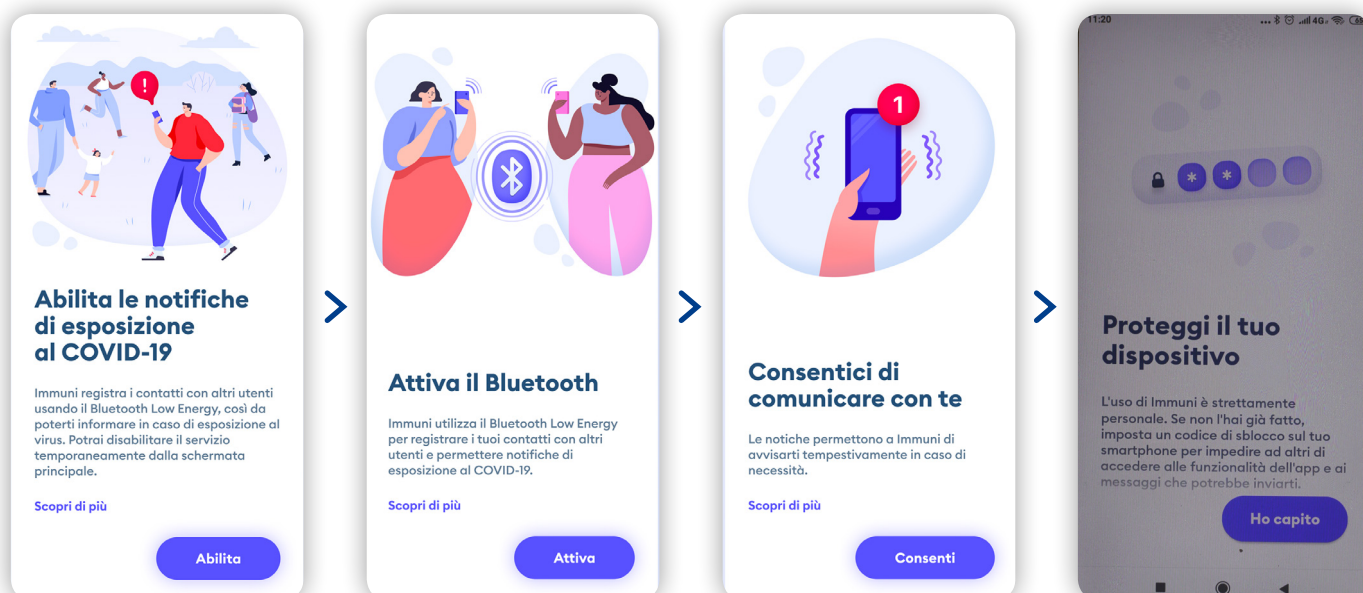 Abilita le notifiche
di esposizione
al COVID-19
Immuni registra i contatti con altri utenti
usando il Bluetooth Low Energy, così da
poterti informare in caso di esposizione al
virus. Potrai disabilitare il servizio
temporaneamente dalla schermata
principale.
Scopri di più
Abilita
Attiva il Bluetooth
Immuni utilizza il Bluetooth Low Energy
per registrare i tuoi contatti con altri
utenti e permettere notifiche di
esposizione al COVID-19.
Scopri di più
Attiva
1
Consentici di
comunicare con te
Le notiche permettono a Immuni di
avvisarti tempestivamente in caso di
necessità.
Scopri di più
Consenti
11:20
4G
* *
Proteggi il tuo
dispositivo
L'uso di Immuni è strettamente
personale. Se non l'hai già fatto,
imposta un codice di sblocco sul tuo
smartphone per impedire ad altri di
accedere alle funzionalità dell'app e ai
messaggi che potrebbe inviarti.
Ho capito